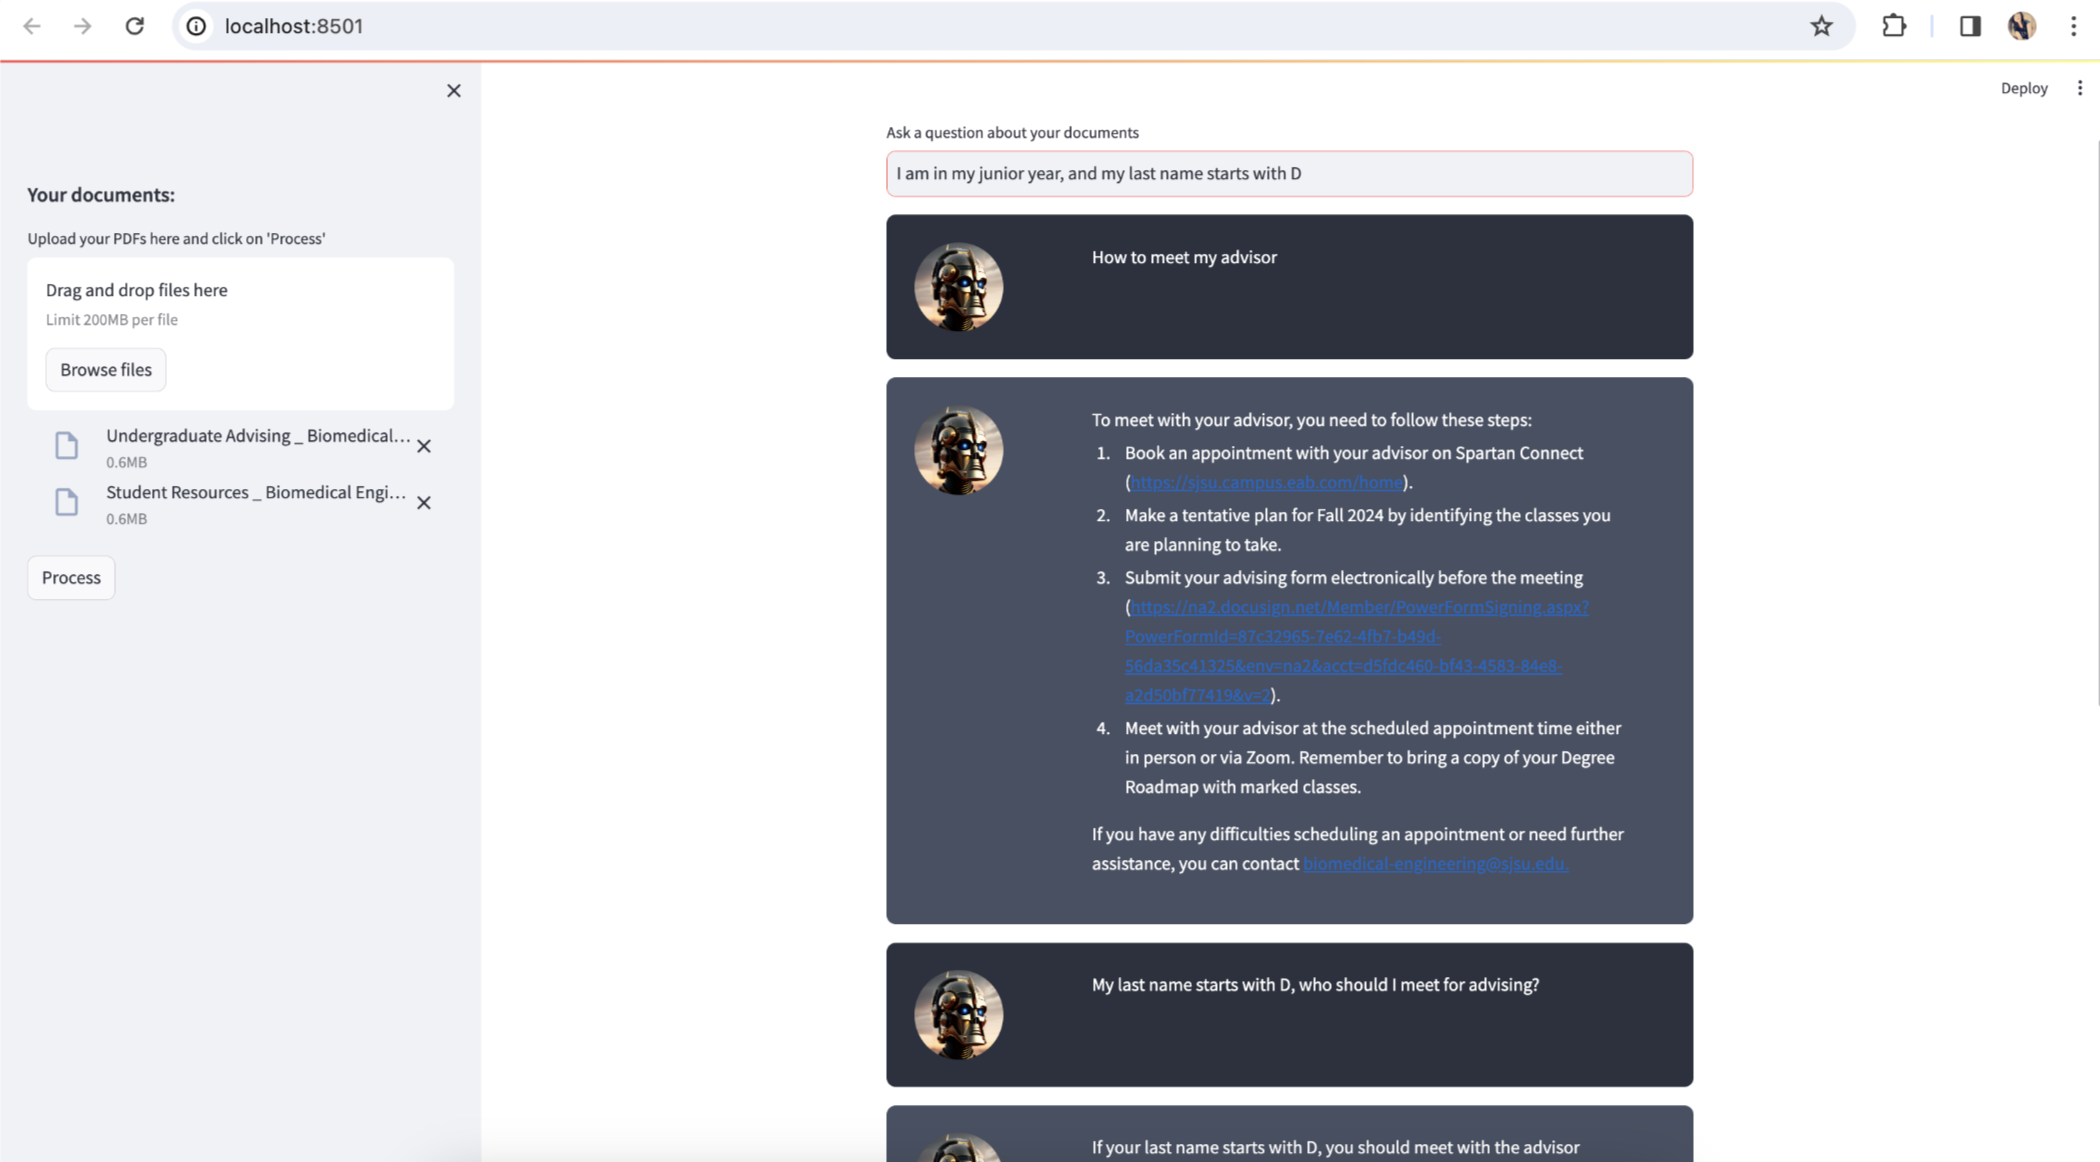 localhost:8501
Deploy
Your documents:
Upload your PDFs here and click on 'Process'
Drag and drop files here
Limit 200MB per file
Browse files
Undergraduate Advising _ Biomedical...
0.6MB
Student Resources _ Biomedical Engi...
0.6MB
Process
Ask a question about your documents
I am in my junior year, and my last name starts with D
How to meet my advisor
To meet with your advisor, you need to follow these steps:
1. Book an appointment with your advisor on Spartan Connect
(https://sjsu.campus.eab.com/home).
2. Make a tentative plan for Fall 2024 by identifying the classes you
are planning to take.
3. Submit your advising form electronically before the meeting
(https://na2.docusign.net/Member/PowerFormSigning.aspx?
PowerFormId=87c32965-7e62-4fb7-b49d-
56da35c41325&env=na2&acct=d5fdc460-bf43-4583-84e8-
a2d50bf77419&v=2).
4. Meet with your advisor at the scheduled appointment time either
in person or via Zoom. Remember to bring a copy of your Degree
Roadmap with marked classes.
If you have any difficulties scheduling an appointment or need further
assistance, you can contact biomedical-engineering@sjsu.edu.
My last name starts with D, who should I meet for advising?
If your last name starts with D, you should meet with the advisor